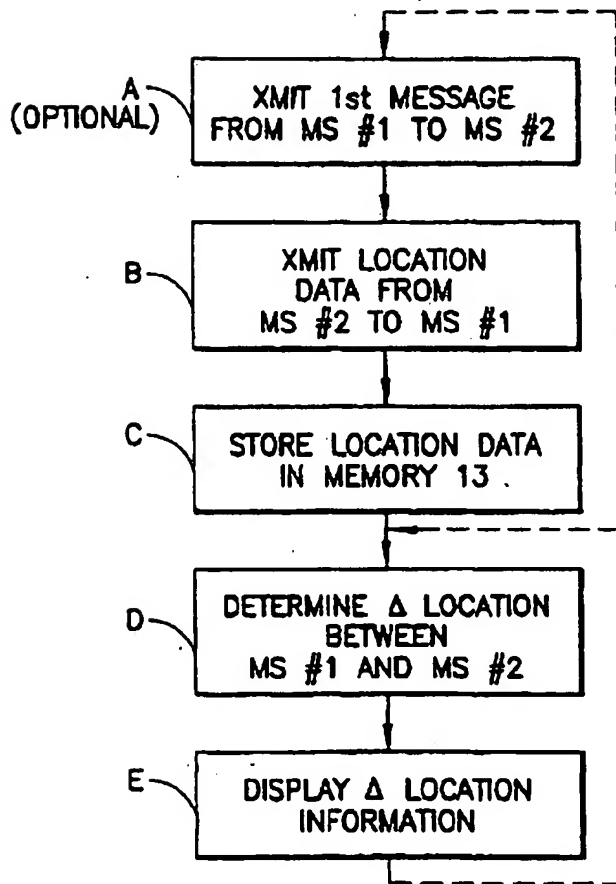 A
(OPTIONAL)
XMIT 1st MESSAGE
FROM MS #1 TO MS #2
B
XMIT LOCATION
DATA FROM
MS #2 TO MS #1
C
STORE LOCATION DATA
IN MEMORY 13
D
DETERMINE Δ LOCATION
BETWEEN
MS #1 AND MS #2
E
DISPLAY Δ LOCATION
INFORMATION